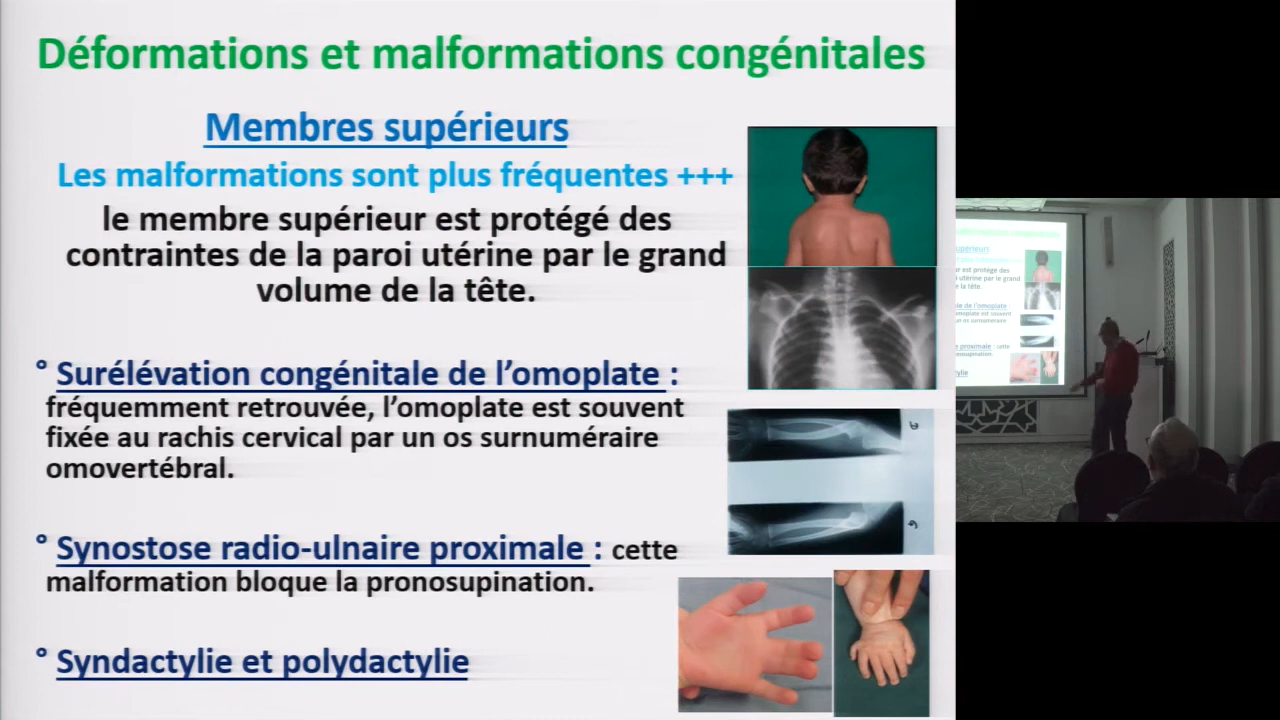 Déformations et malformations congénitales
Membres supérieurs
Les malformations sont plus fréquentes +++
le membre supérieur est protégé des
contraintes de la paroi utérine par le grand
volume de la tête.
° Surélévation congénitale de l’omoplate :
fréquemment retrouvée, l’omoplate est souvent
fixée au rachis cervical par un os surnuméraire
omovertébral.
° Synostose radio-ulnaire proximale : cette
malformation bloque la pronosupination.
° Syndactylie et polydactylie